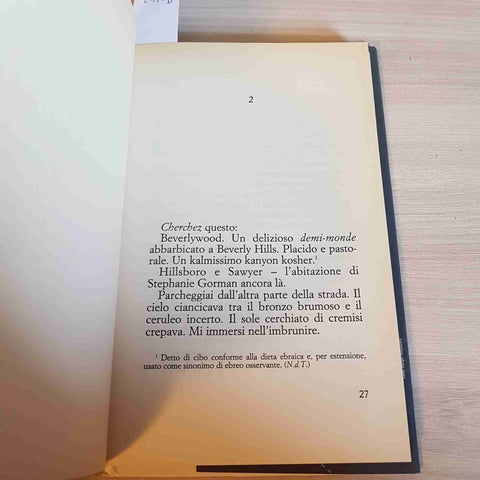 2
Cherchez questo:
Beverlywood. Un delizioso demi-monde
abbarbicato a Beverly Hills. Placido e pasto-
rale. Un kalmissimo kanyon kosher.¹
Hillsboro e Sawyer – l'abitazione di
Stephanie Gorman ancora là.
Parcheggiai dall'altra parte della strada. Il
cielo ciancicava tra il bronzo brumoso e il
ceruleo incerto. Il sole cerchiato di cremisi
crepava. Mi immersi nell'imbrunire.
¹ Detto di cibo conforme alla dieta ebraica e, per estensione,
usato come sinonimo di ebreo osservante. (N.d.T.)
27